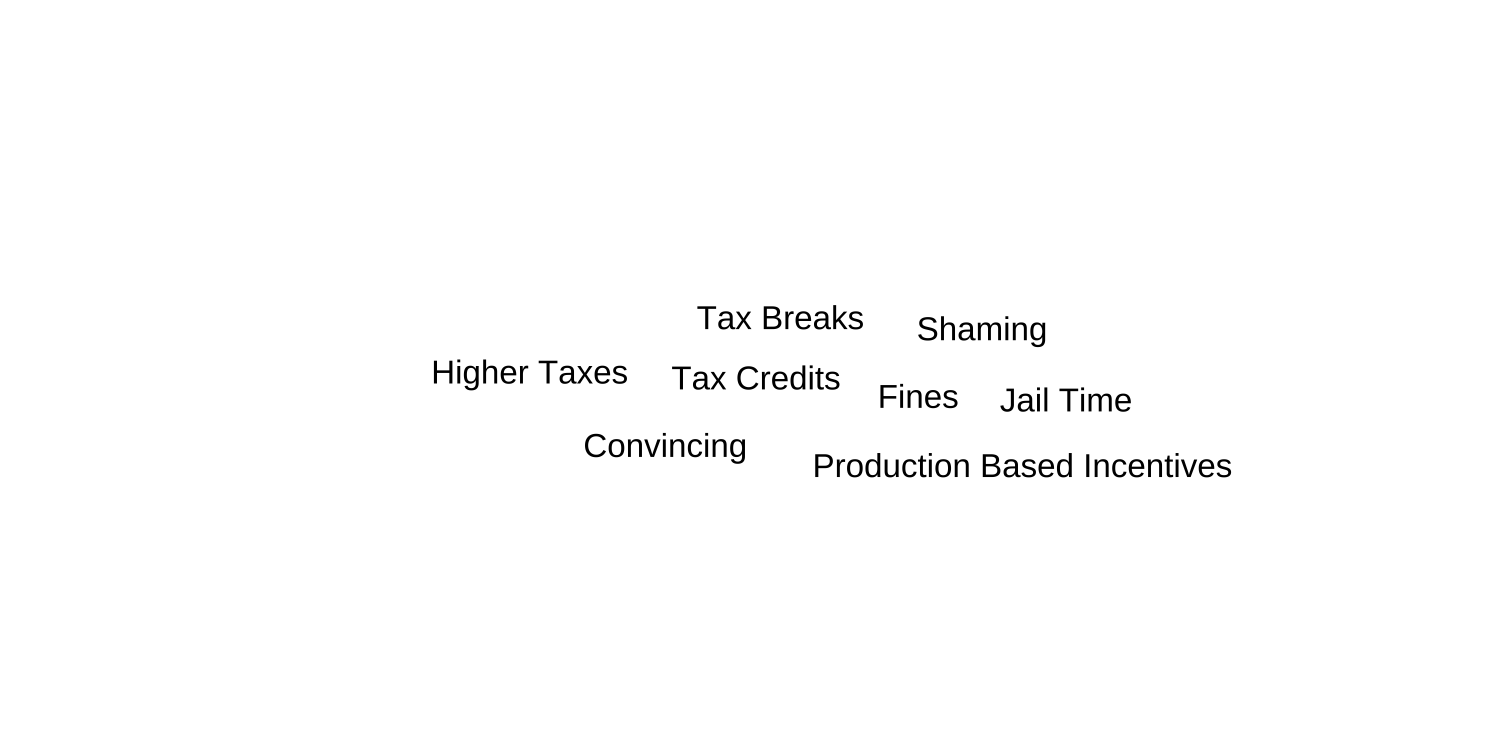 Tax Breaks
Shaming
Higher Taxes
Tax Credits
Fines
Jail Time
Convincing
Production Based Incentives